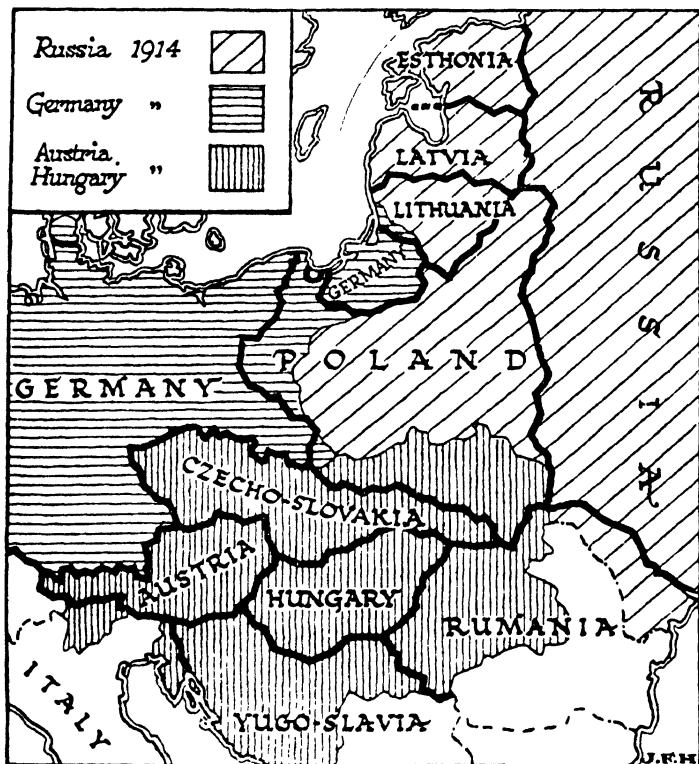 Russia 1914
Germany "
Austria
Hungary "
ESTHONIA
RUSSIA
LATVIA
LITHUANIA
GERMANY
POLAND
GERMANY
CZECHO-SLOVAKIA
AUSTRIA
HUNGARY
RUMANIA
ITALY
YUGO-SLAVIA
J.F.H